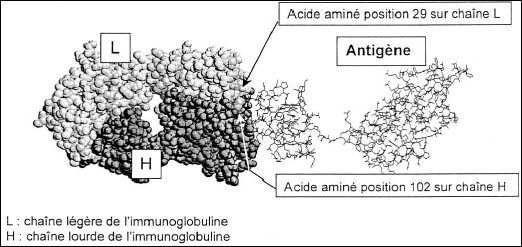 Acide aminé position 29 sur chaîne L
L
Antigène
H
Acide aminé position 102 sur chaîne H
L : chaîne légère de l'immunoglobuline
H : chaîne lourde de l'immunoglobuline